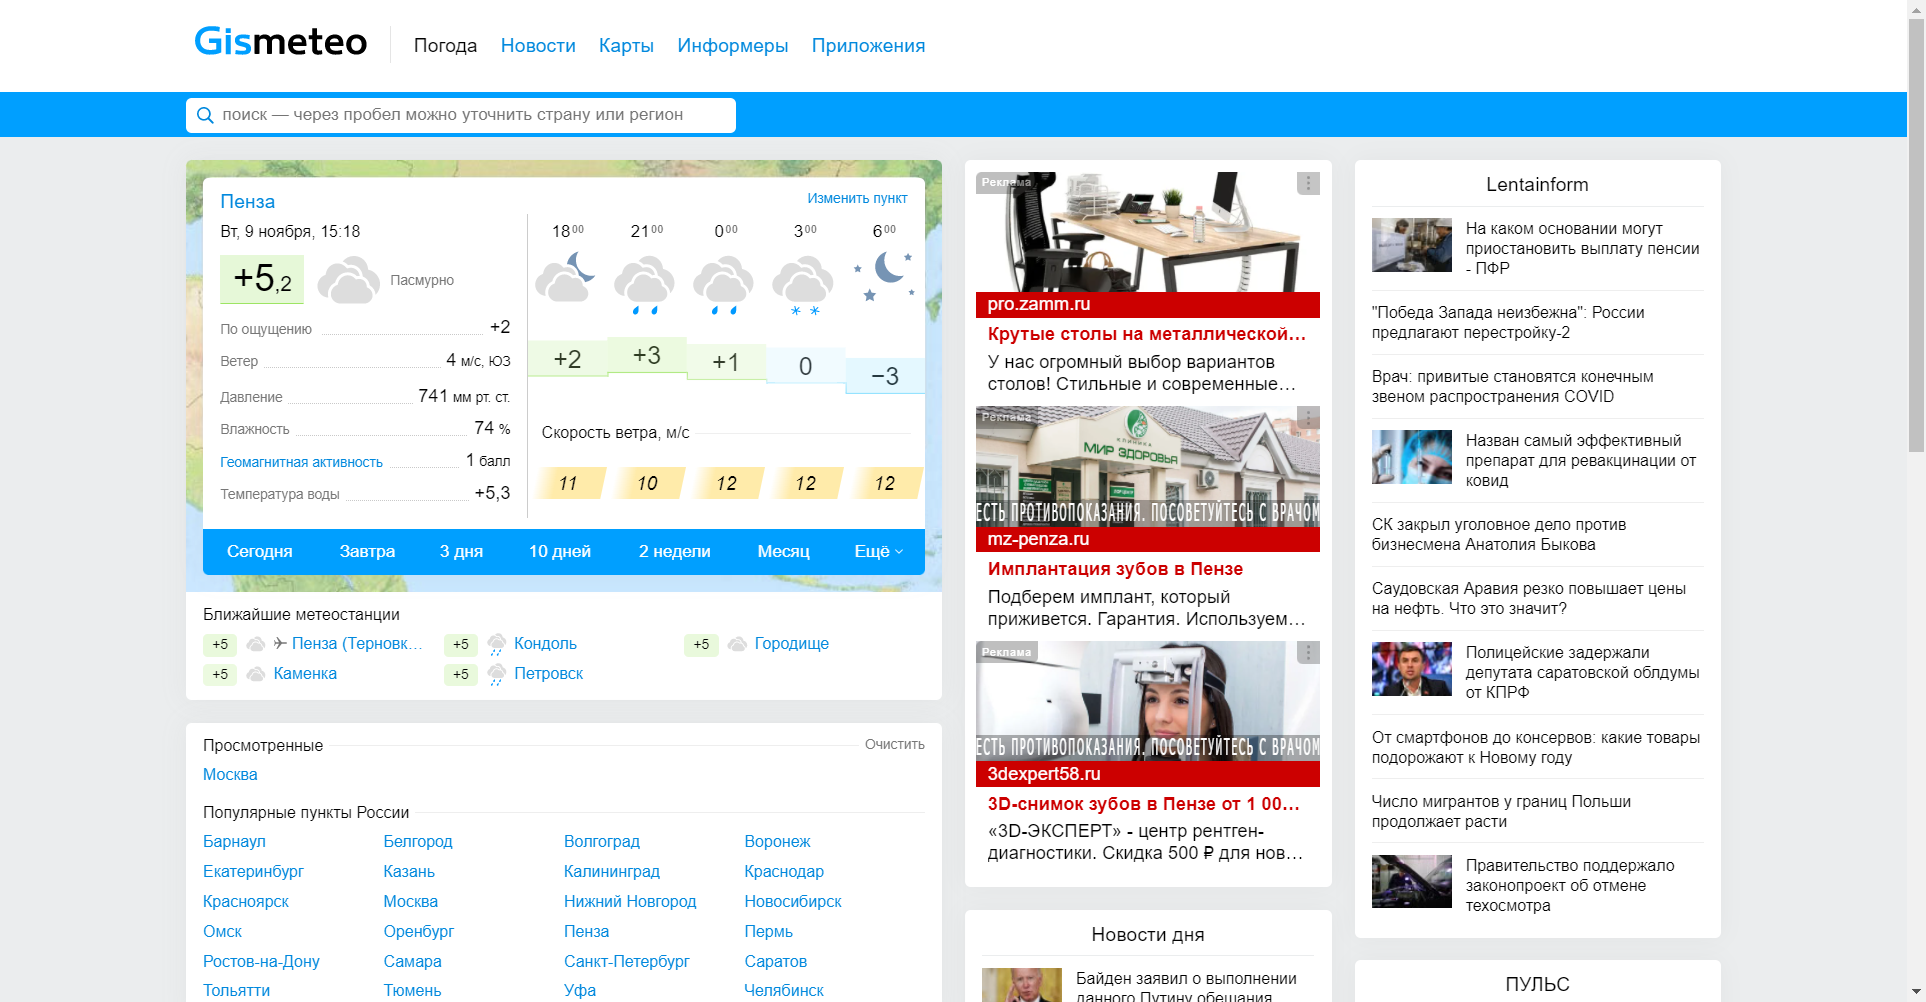 Gismeteo
Погода Новости Карты Информеры Приложения
поиск — через пробел можно уточнить страну или регион
Пенза
Изменить пункт
Вт, 9 ноября, 15:18
+5,2
Пасмурно
По ощущению +2
Ветер 4 м/с, ЮЗ
Давление 741 мм рт. ст.
Влажность 74 %
Геомагнитная активность 1 балл
Температура воды +5,3
18 00 21 00 0 00 3 00 6 00
+2 +3 +1 0 −3
Скорость ветра, м/с
11 10 12 12 12
Сегодня Завтра 3 дня 10 дней 2 недели Месяц Ещё
Ближайшие метеостанции
+5 Пенза (Терновк... +5 Кондоль +5 Городище
+5 Каменка +5 Петровск
Просмотренные Очистить
Москва
Популярные пункты России
Барнаул Белгород Волгоград Воронеж
Екатеринбург Казань Калининград Краснодар
Красноярск Москва Нижний Новгород Новосибирск
Омск Оренбург Пенза Пермь
Ростов-на-Дону Самара Санкт-Петербург Саратов
Тольятти Тюмень Уфа Челябинск
Реклама
pro.zamm.ru
Крутые столы на металлической...
У нас огромный выбор вариантов
столов! Стильные и современные...
Реклама
КЛИНИКА
МИР ЗДОРОВЬЯ
ЕСТЬ ПРОТИВОПОКАЗАНИЯ. ПОСОВЕТУЙТЕСЬ С ВРАЧОМ
mz-penza.ru
Имплантация зубов в Пензе
Подберем имплант, который
приживется. Гарантия. Используем...
Реклама
ЕСТЬ ПРОТИВОПОКАЗАНИЯ. ПОСОВЕТУЙТЕСЬ С ВРАЧОМ
3dexpert58.ru
3D-снимок зубов в Пензе от 1 00...
«3D-ЭКСПЕРТ» - центр рентген-
диагностики. Скидка 500 ₽ для нов...
Новости дня
Байден заявил о выполнении
данного Путину обещания
Lentainform
На каком основании могут
приостановить выплату пенсии
- ПФР
"Победа Запада неизбежна": России
предлагают перестройку-2
Врач: привитые становятся конечным
звеном распространения COVID
Назван самый эффективный
препарат для ревакцинации от
ковид
СК закрыл уголовное дело против
бизнесмена Анатолия Быкова
Саудовская Аравия резко повышает цены
на нефть. Что это значит?
Полицейские задержали
депутата саратовской облдумы
от КПРФ
От смартфонов до консервов: какие товары
подорожают к Новому году
Число мигрантов у границ Польши
продолжает расти
Правительство поддержало
законопроект об отмене
техосмотра
ПУЛЬС